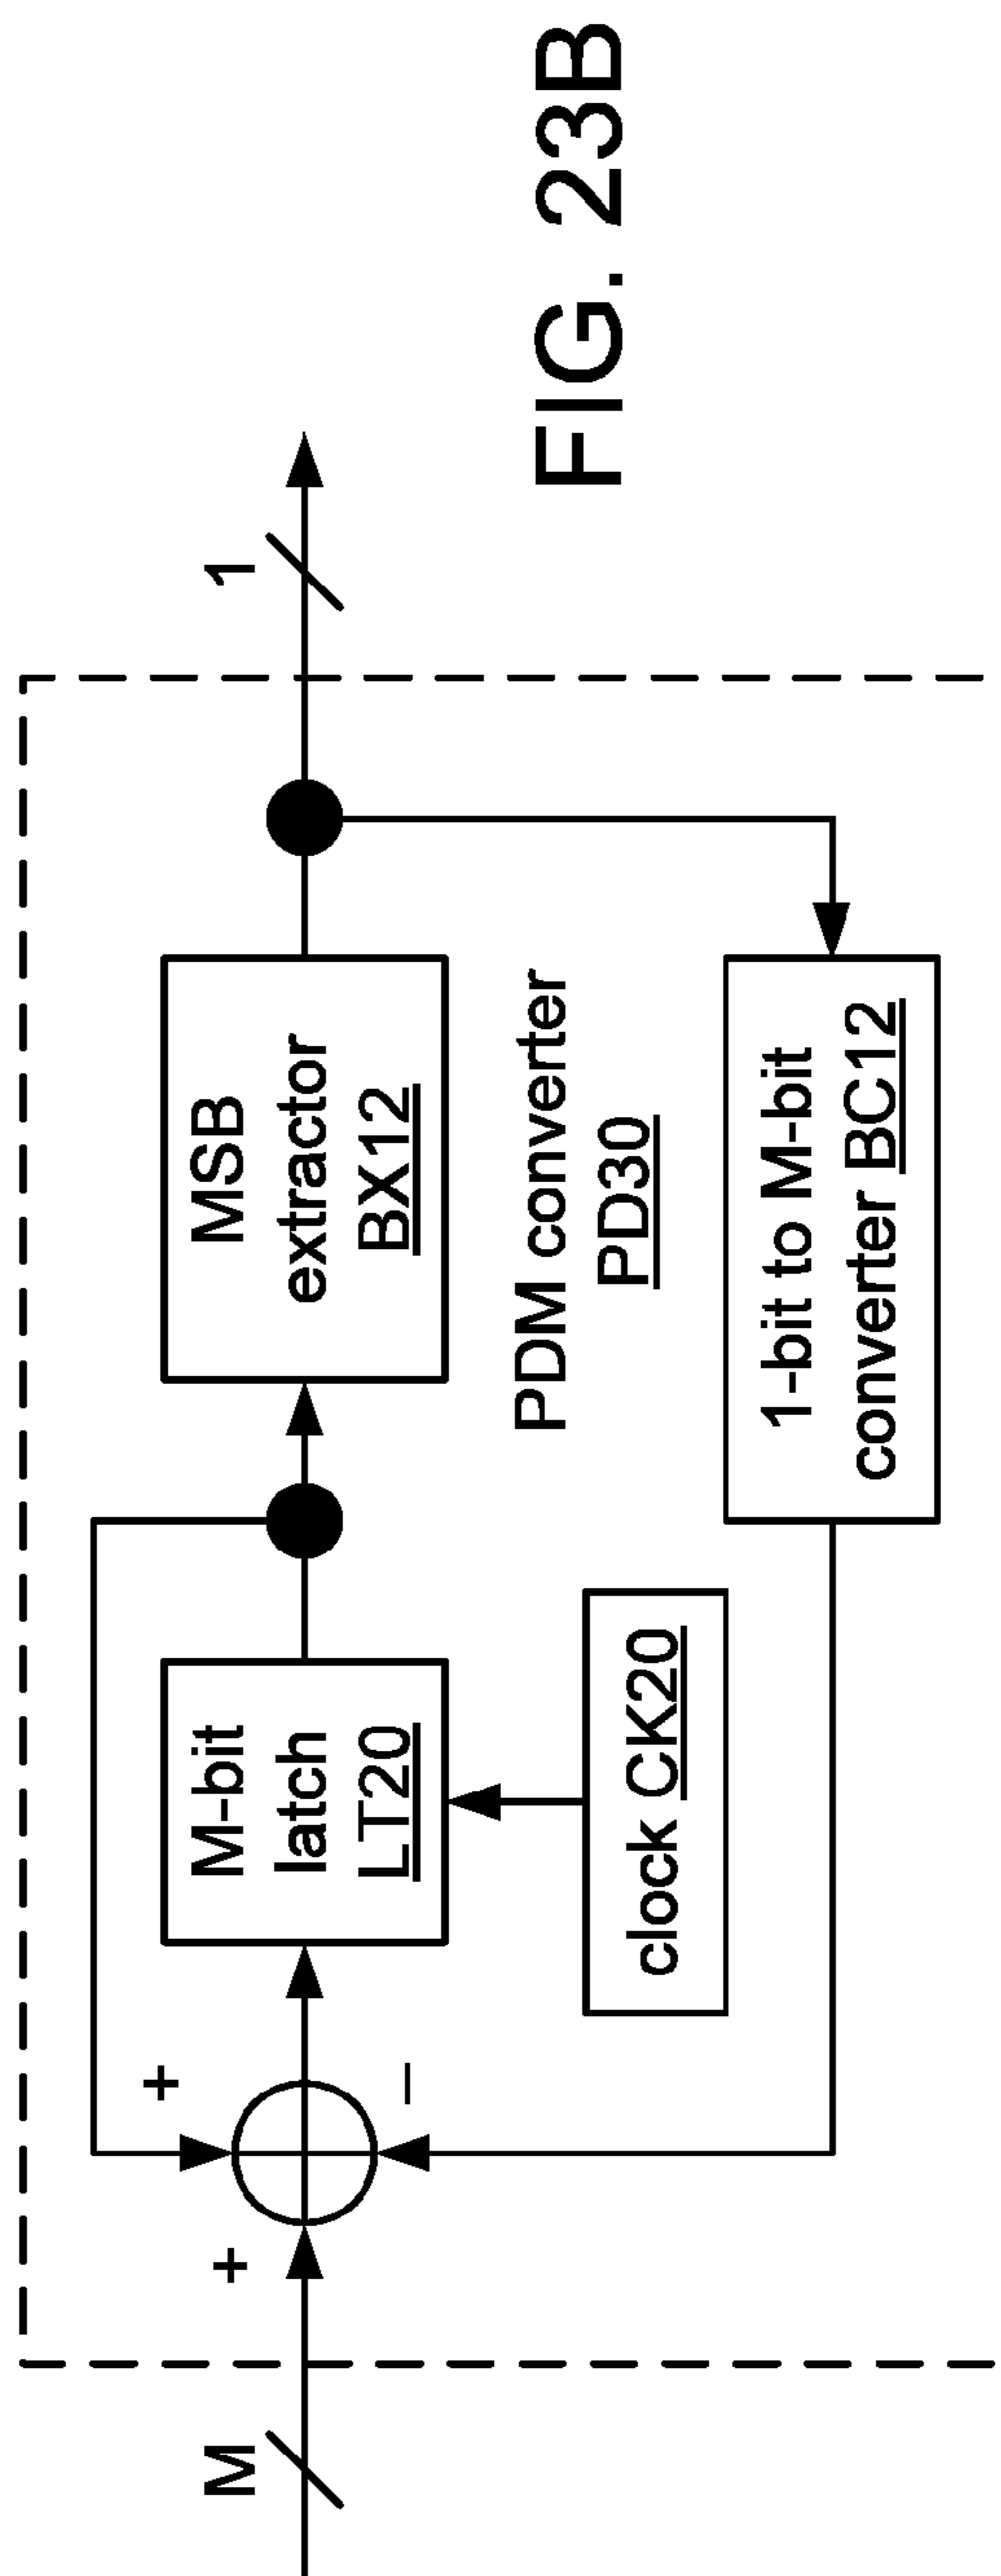 M
+
+
–
M-bit
latch
LT20
clock CK20
MSB
extractor
BX12
PDM converter
PD30
1-bit to M-bit
converter BC12
1
FIG. 23B